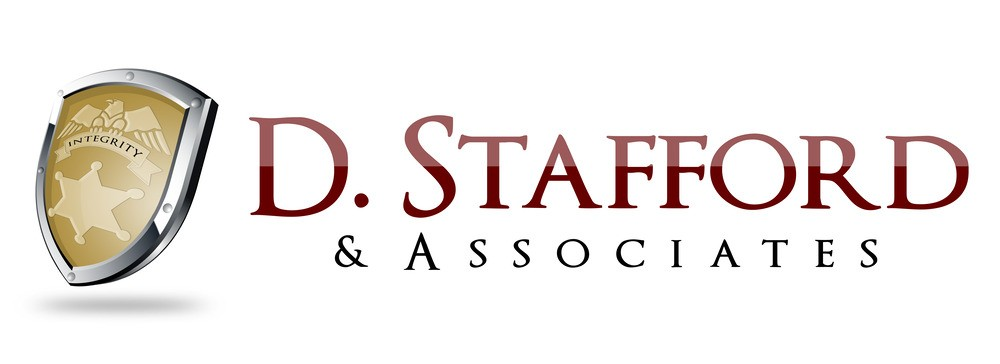 INTEGRITY
D. STAFFORD
& ASSOCIATES